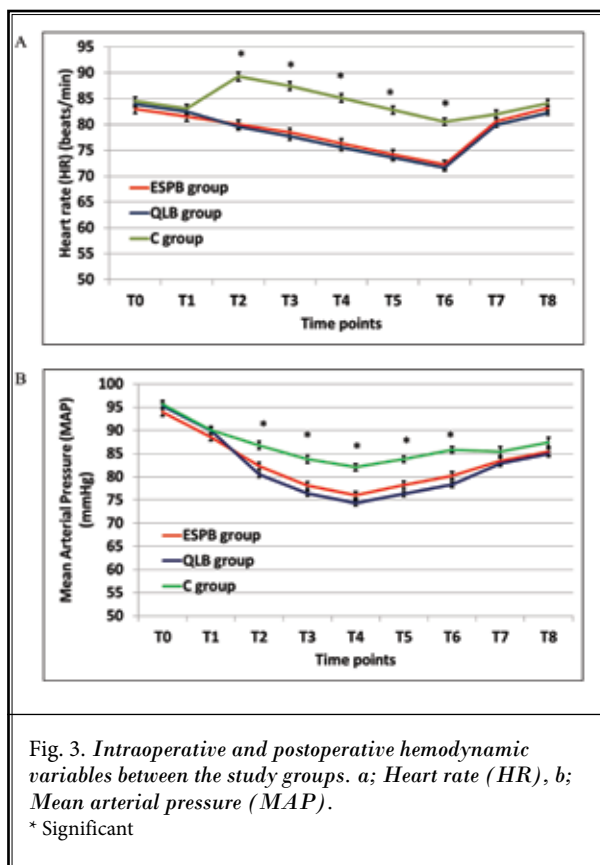 A
95
90
85
80
75
70
65
60
55
50
Heart rate (HR) (beats/min)
* * * * *
ESPB group
QLB group
C group
T0 T1 T2 T3 T4 T5 T6 T7 T8
Time points
B
100
95
90
85
80
75
70
65
60
55
50
Mean Arterial Pressure (MAP)
(mmHg)
* * * * *
ESPB group
QLB group
C group
T0 T1 T2 T3 T4 T5 T6 T7 T8
Time points
Fig. 3. Intraoperative and postoperative hemodynamic
variables between the study groups. a; Heart rate (HR), b;
Mean arterial pressure (MAP).
* Significant